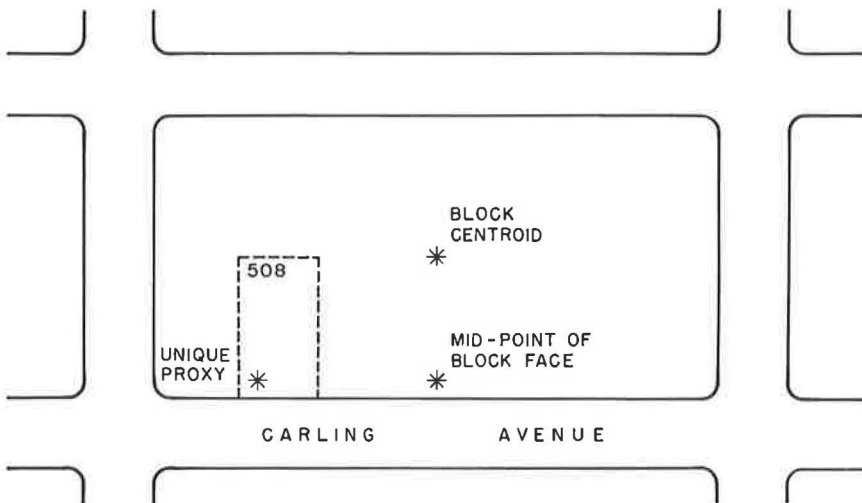 BLOCK
CENTROID
508
UNIQUE
PROXY
MID-POINT OF
BLOCK FACE
CARLING AVENUE